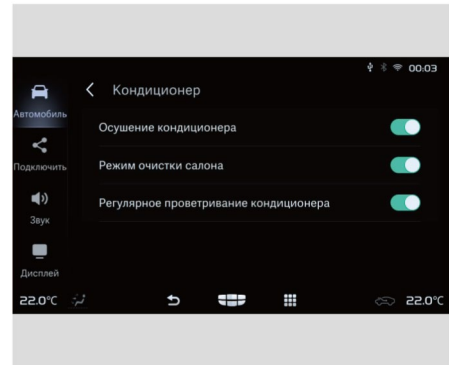 00:03
Автомобиль
Кондиционер
Осушение кондиционера
Подключить
Режим очистки салона
Звук
Регулярное проветривание кондиционера
Дисплей
22.0°C
22.0°C